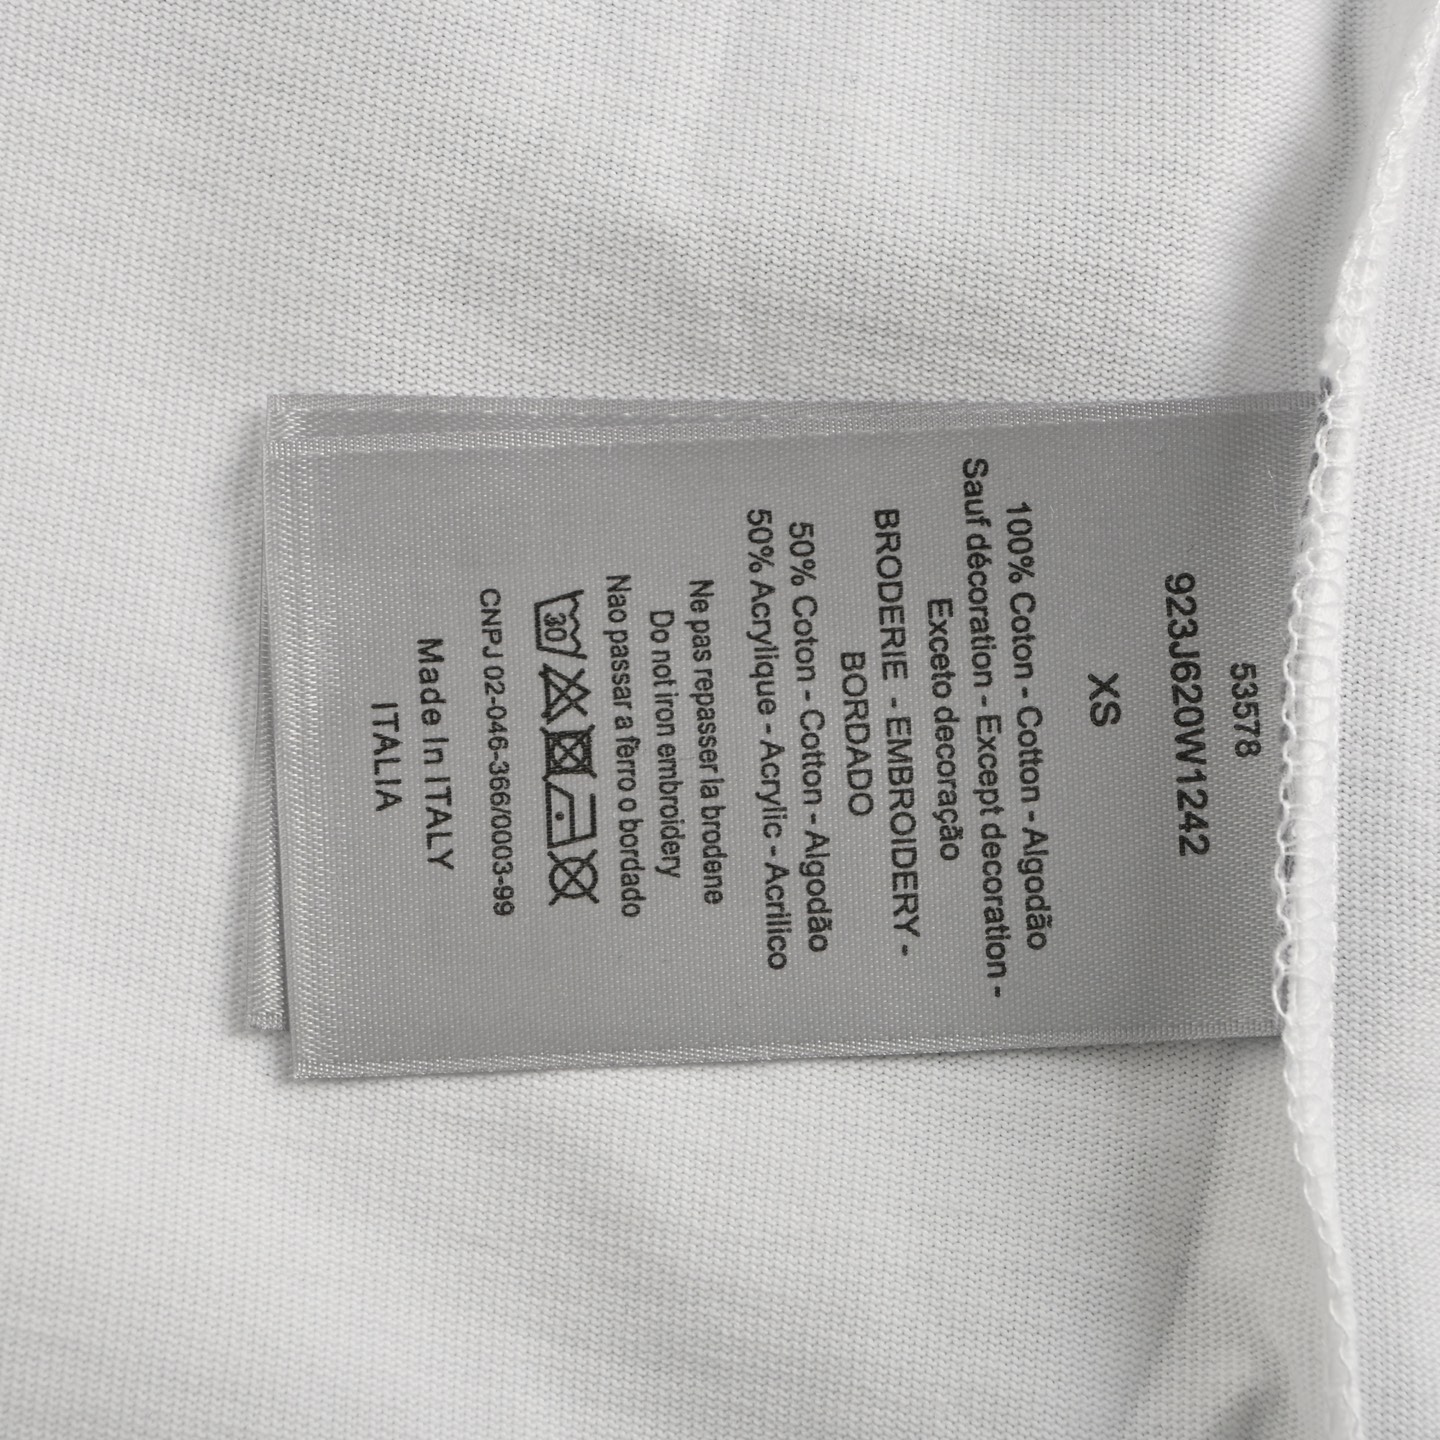 53578
923J620W1242
XS
100% Coton - Cotton - Algodão
Sauf décoration - Except decoration -
Exceto decoração
BRODERIE - EMBROIDERY -
BORDADO
50% Coton - Cotton - Algodão
50% Acrylique - Acrylic - Acrilico
Ne pas repasser la brodene
Do not iron embroidery
Nao passar a fèrro o bordado
30
CNPJ 02-046-366/0003-99
Made In ITALY
ITALIA